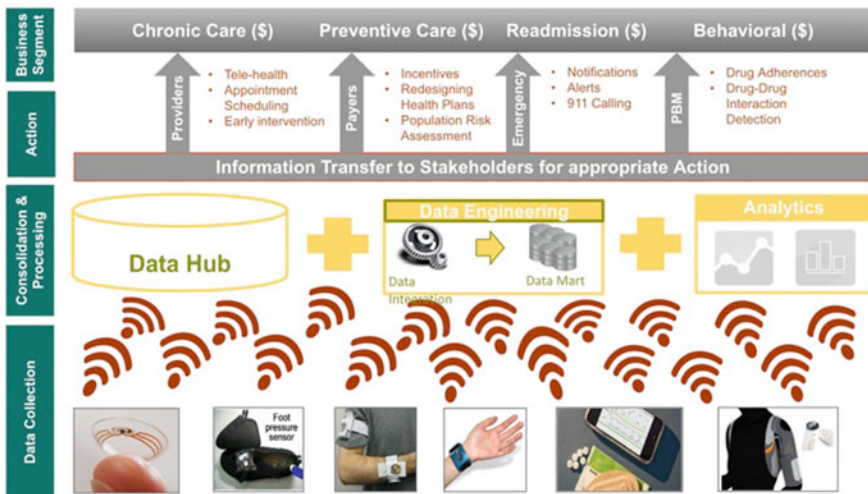 Business
Segment
Chronic Care ($)
Preventive Care ($)
Readmission ($)
Behavioral ($)
Action
Providers
• Tele-health
• Appointment
Scheduling
• Early intervention
Payers
• Incentives
• Redesigning
Health Plans
• Population Risk
Assessment
Emergency
• Notifications
• Alerts
• 911 Calling
PBM
• Drug Adherences
• Drug-Drug
Interaction
Detection
Information Transfer to Stakeholders for appropriate Action
Consolidation &
Processing
Data Hub
Data Engineering
Data
Integration
Data Mart
Analytics
Data Collection
Foot
pressure
sensor